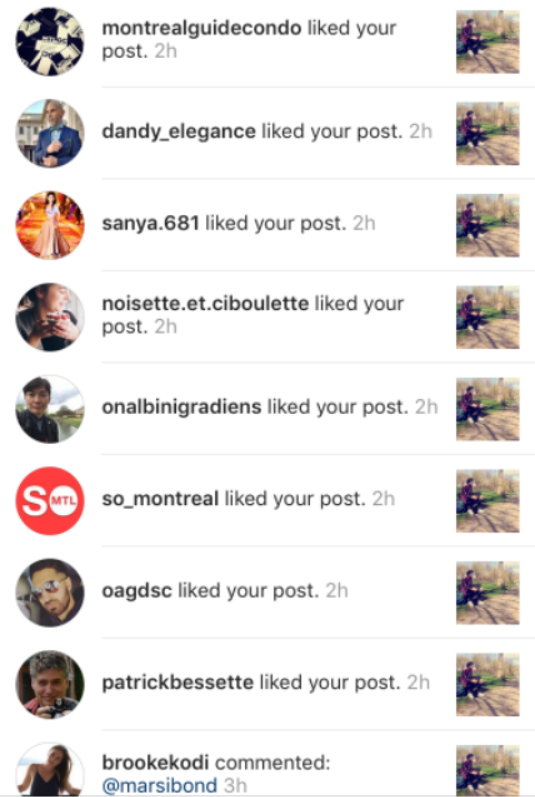 montrealguidecondo liked your
post. 2h
dandy_elegance liked your post. 2h
sanya.681 liked your post. 2h
noisette.et.ciboulette liked your
post. 2h
onalbinigradiens liked your post. 2h
SO MTL
so_montreal liked your post. 2h
oagdsc liked your post. 2h
patrickbessette liked your post. 2h
brookekodi commented:
@marsibond 3h